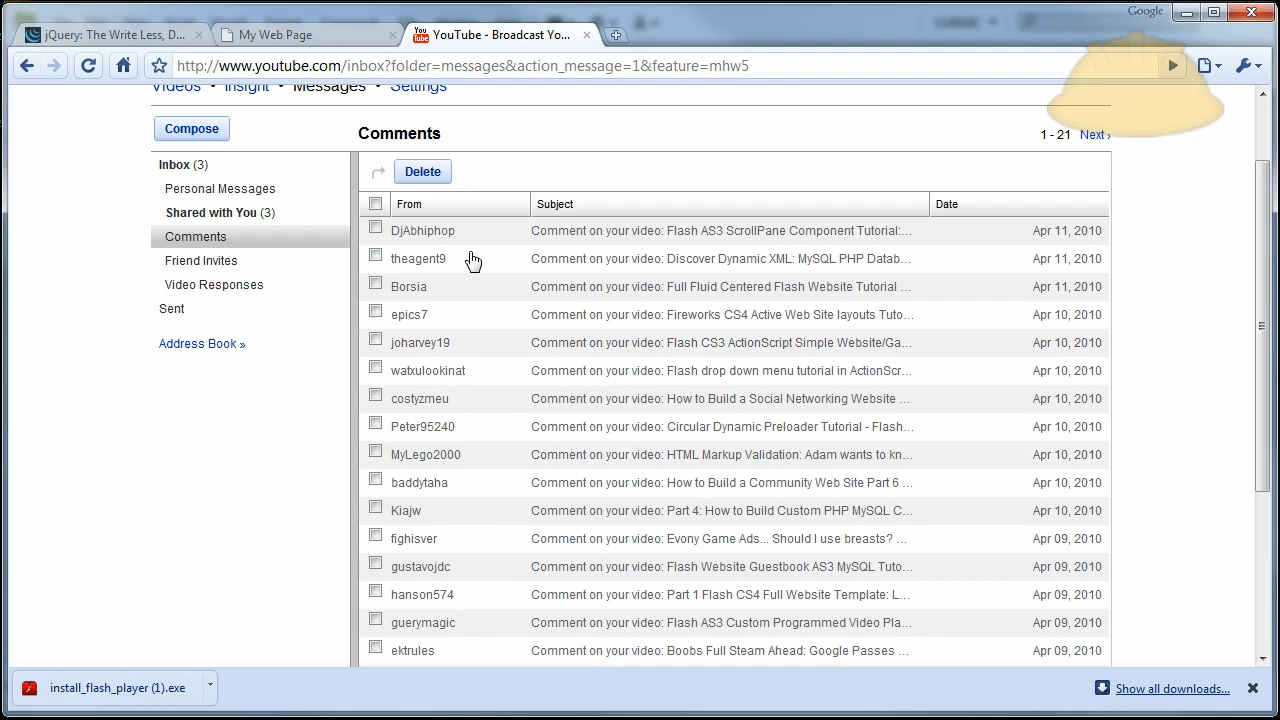 Google
jQuery: The Write Less, D...
My Web Page
You Tube
YouTube - Broadcast Yo...
http://www.youtube.com/inbox?folder=messages&action_message=1&feature=mhw5
Videos • Insight • Messages • Settings
Compose
Comments
1 - 21 Next ›
Inbox (3)
Personal Messages
Shared with You (3)
Comments
Friend Invites
Video Responses
Sent
Address Book »
Delete
From Subject Date
DjAbhiphop Comment on your video: Flash AS3 ScrollPane Component Tutorial:... Apr 11, 2010
theagent9 Comment on your video: Discover Dynamic XML: MySQL PHP Datab... Apr 11, 2010
Borsia Comment on your video: Full Fluid Centered Flash Website Tutorial ... Apr 11, 2010
epics7 Comment on your video: Fireworks CS4 Active Web Site layouts Tuto... Apr 10, 2010
joharvey19 Comment on your video: Flash CS3 ActionScript Simple Website/Ga... Apr 10, 2010
watxulookinat Comment on your video: Flash drop down menu tutorial in ActionScr... Apr 10, 2010
costyzmeu Comment on your video: How to Build a Social Networking Website ... Apr 10, 2010
Peter95240 Comment on your video: Circular Dynamic Preloader Tutorial - Flash... Apr 10, 2010
MyLego2000 Comment on your video: HTML Markup Validation: Adam wants to kn... Apr 10, 2010
baddytaha Comment on your video: How to Build a Community Web Site Part 6 ... Apr 10, 2010
Kiajw Comment on your video: Part 4: How to Build Custom PHP MySQL C... Apr 10, 2010
fighisver Comment on your video: Evony Game Ads... Should I use breasts? ... Apr 09, 2010
gustavojdc Comment on your video: Flash Website Guestbook AS3 MySQL Tuto... Apr 09, 2010
hanson574 Comment on your video: Part 1 Flash CS4 Full Website Template: L... Apr 09, 2010
guerymagic Comment on your video: Flash AS3 Custom Programmed Video Pla... Apr 09, 2010
ektrules Comment on your video: Boobs Full Steam Ahead: Google Passes ... Apr 09, 2010
install_flash_player (1).exe
Show all downloads...